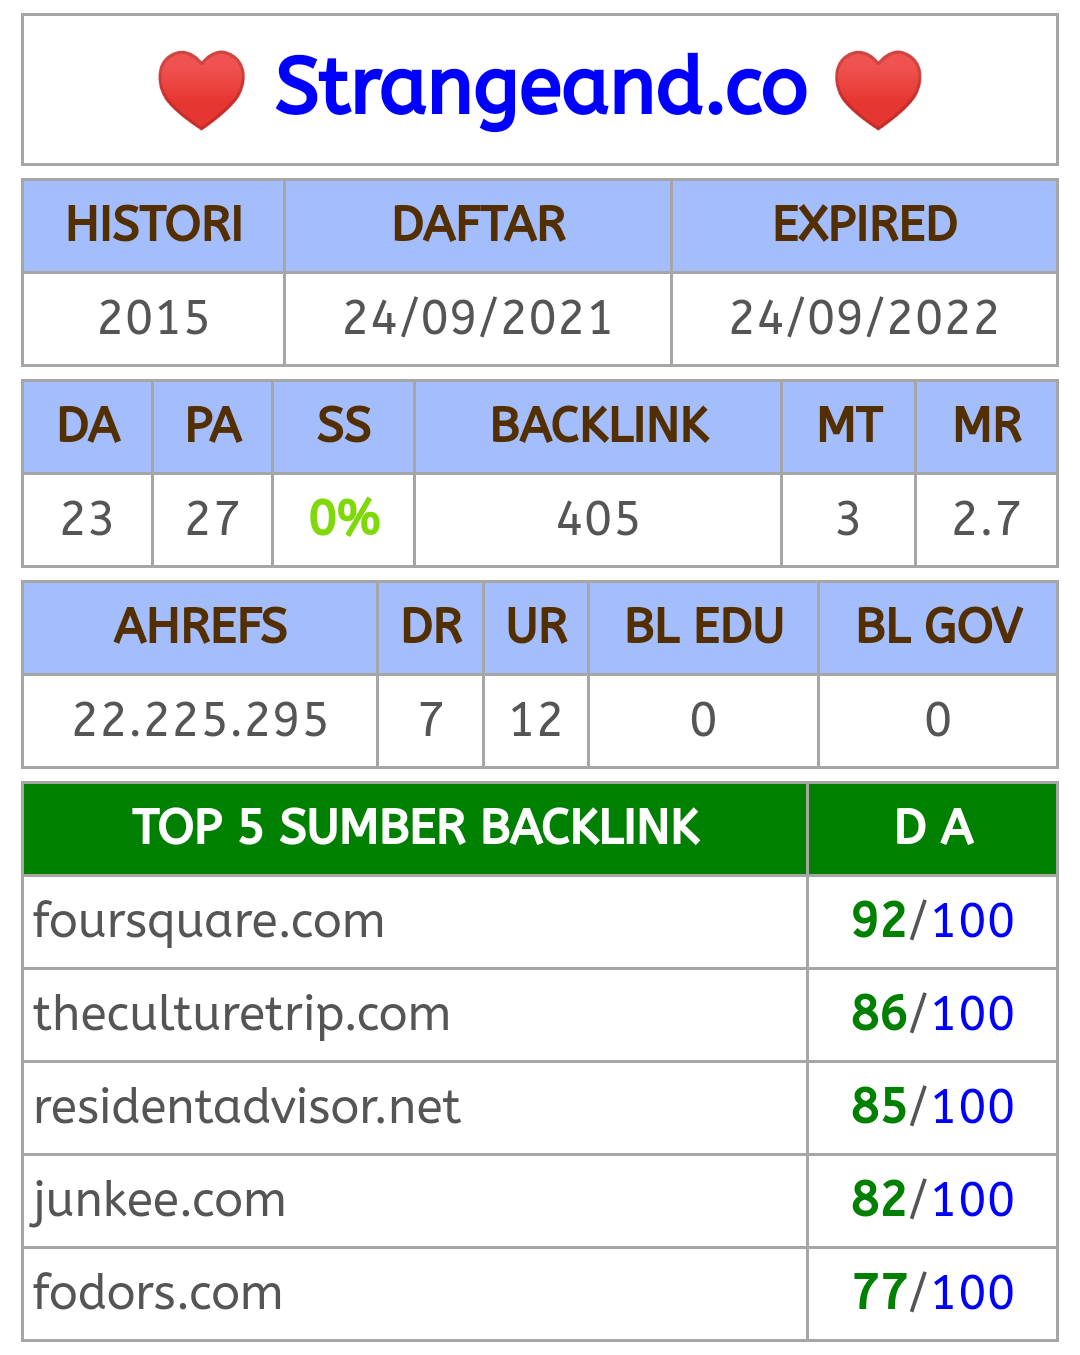 Strangeand.co
HISTORI DAFTAR EXPIRED
2015 24/09/2021 24/09/2022
DA PA SS BACKLINK MT MR
23 27 0% 405 3 2.7
AHREFS DR UR BL EDU BL GOV
22.225.295 7 12 0 0
TOP 5 SUMBER BACKLINK D A
foursquare.com 92/100
theculturetrip.com 86/100
residentadvisor.net 85/100
junkee.com 82/100
fodors.com 77/100